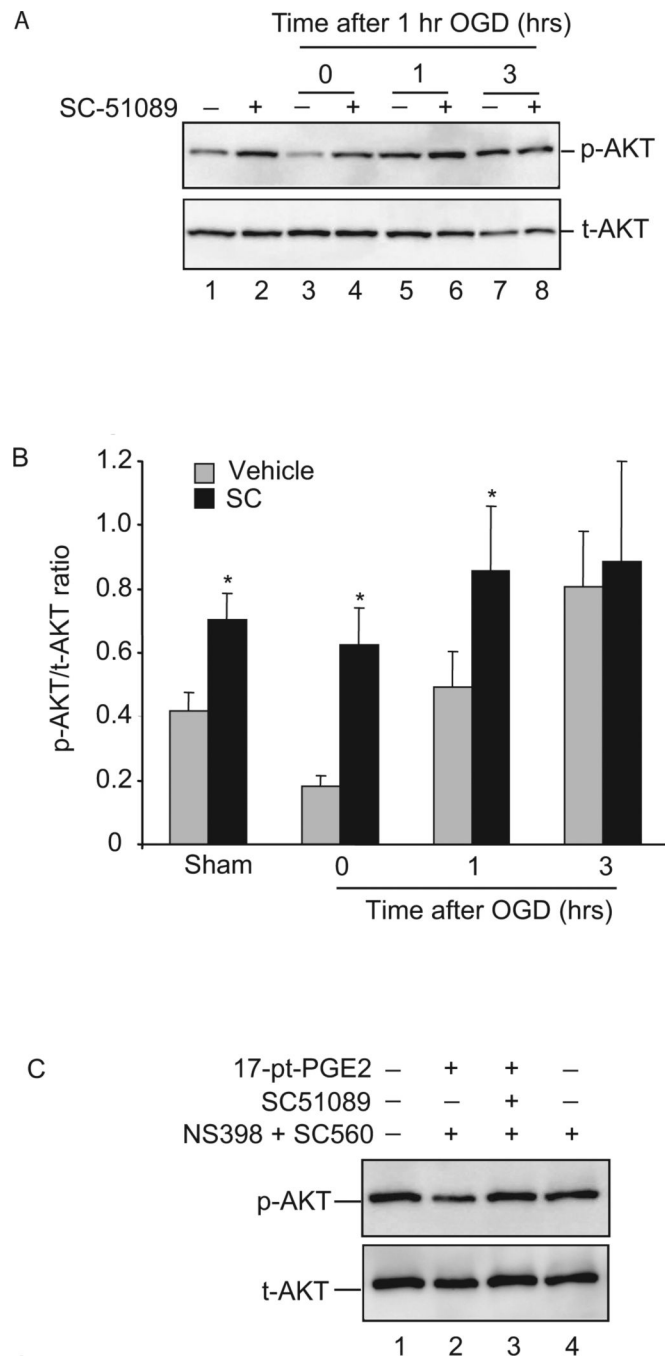 A
Time after 1 hr OGD (hrs)
0 1 3
SC-51089 – + – + – + – +
p-AKT
t-AKT
1 2 3 4 5 6 7 8
B
1.2
1.0
0.8
0.6
0.4
0.2
0
p-AKT/t-AKT ratio
Vehicle
SC
* * *
Sham 0 1 3
Time after OGD (hrs)
C
17-pt-PGE2 – + + –
SC51089 – – + –
NS398 + SC560 – + + +
p-AKT
t-AKT
1 2 3 4